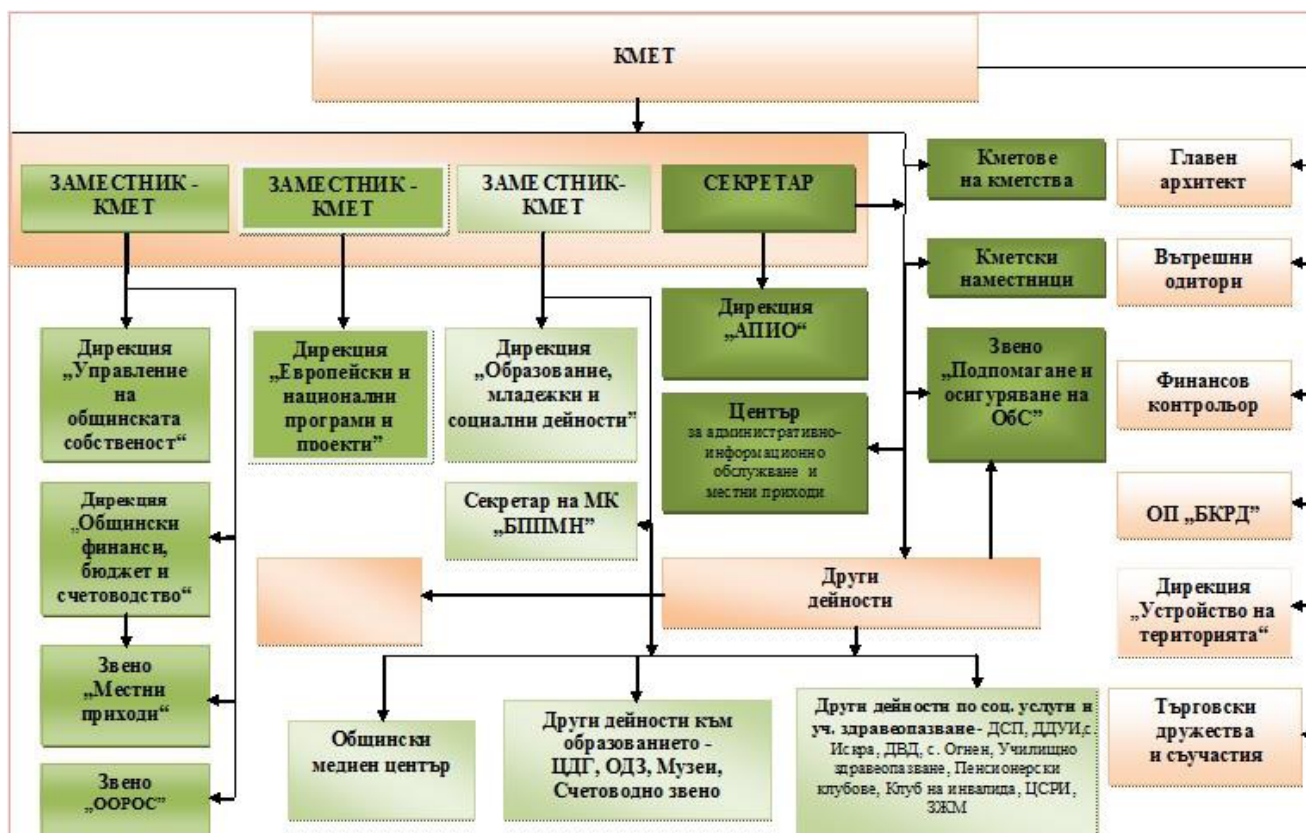 КМЕТ
ЗАМЕСТНИК -
КМЕТ
ЗАМЕСТНИК -
КМЕТ
ЗАМЕСТНИК-
КМЕТ
СЕКРЕТАР
Кметове
на кметства
Главен
архитект
Кметски
наместници
Вътрешни
одитори
Дирекция
„Управление
на
общинската
собственост“
Дирекция
„Европейски и
национални
програми и
проекти”
Дирекция
„Образование,
младежки и
социални дейности”
Дирекция
„АПИО“
Звено
„Подпомагане и
осигуряване на
ОбС”
Финансов
контрольор
Център
за административно-
информационно
обслужване и
местни приходи
Дирекция
„Общински
финанси,
бюджет и
счетоводство“
Секретар на МК
„БППМН”
ОП „БКРД”
Други
дейности
Дирекция
„Устройство на
територията“
Звено
„Местни
приходи“
Общински
медиен център
Други дейности към
образованието -
ЦДГ, ОДЗ, Музеи,
Счетоводно звено
Други дейности по соц. услуги и
уч. здравеопазване- ДСП, ДДУИ,с.
Искра, ДВД, с. Огнен, Училищно
здравеопазване, Пенсионерски
клубове, Клуб на инвалида, ЦСРИ,
ЗЖМ
Търговски
дружества
и съучастия
Звено
„ООРОС“